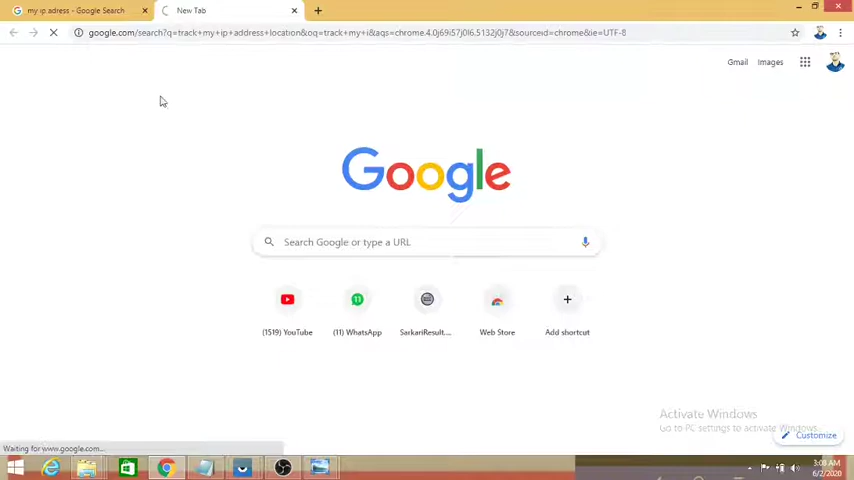 my ip adress - Google Search
New Tab
google.com/search?q=track+my+ip+address+location&oq=track+my+i&aqs=chrome.4.0j69i57j0l6.5132j0j7&sourceid=chrome&ie=UTF-8
Gmail
Images
Google
Search Google or type a URL
(1519) YouTube
(11) WhatsApp
SarkariResult....
Web Store
Add shortcut
Activate Windows
Go to PC settings to activate Windows.
Customize
Waiting for www.google.com...
3:08 AM
6/2/2020